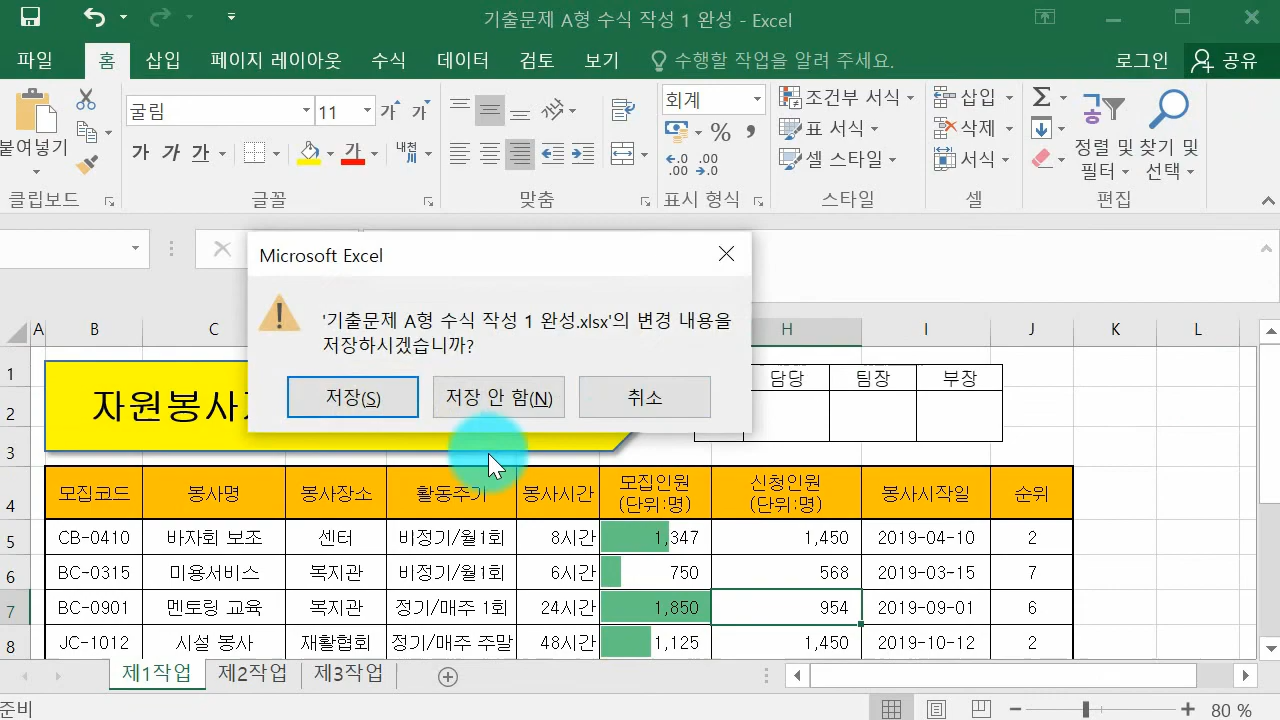 기출문제 A형 수식 작성 1 완성 - Excel
파일 홈 삽입 페이지 레이아웃 수식 데이터 검토 보기 수행할 작업을 알려 주세요. 로그인 공유
굴림 11 회계 조건부 서식 삽입
표 서식 삭제
붙여넣기 가 가 가 내천 셀 스타일 서식 정렬 및 필터 찾기 및 선택
클립보드 글꼴 맞춤 표시 형식 스타일 셀 편집
Microsoft Excel
'기출문제 A형 수식 작성 1 완성.xlsx'의 변경 내용을
저장하시겠습니까?
저장(S) 저장 안 함(N) 취소
A B C H I J K L
1 담당 팀장 부장
2 자원봉사
3
4 모집코드 봉사명 봉사장소 활동주기 봉사시간 모집인원 (단위:명) 신청인원 (단위:명) 봉사시작일 순위
5 CB-0410 바자회 보조 센터 비정기/월1회 8시간 1,347 1,450 2019-04-10 2
6 BC-0315 미용서비스 복지관 비정기/월1회 6시간 750 568 2019-03-15 7
7 BC-0901 멘토링 교육 복지관 정기/매주 1회 24시간 1,850 954 2019-09-01 6
8 JC-1012 시설 봉사 재활협회 정기/매주 주말 48시간 1,125 1,450 2019-10-12 2
제1작업 제2작업 제3작업
준비 80 %